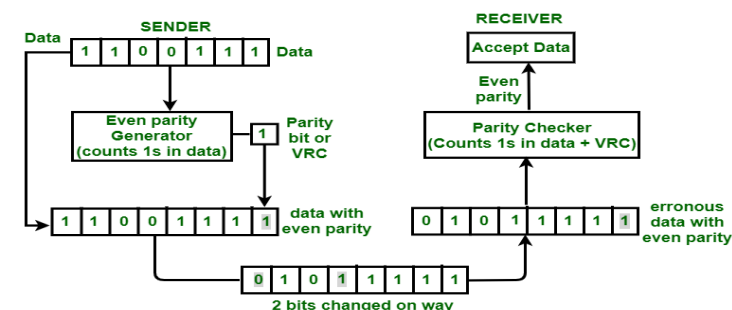 SENDER
Data
1 1 0 0 1 1 1
Data
Even parity
Generator
(counts 1s in data)
1
Parity
bit or
VRC
1 1 0 0 1 1 1 1
data with
even parity
0 1 0 1 1 1 1 1
2 bits changed on way
RECEIVER
Accept Data
Even
parity
Parity Checker
(Counts 1s in data + VRC)
0 1 0 1 1 1 1 1
erronous
data with
even parity